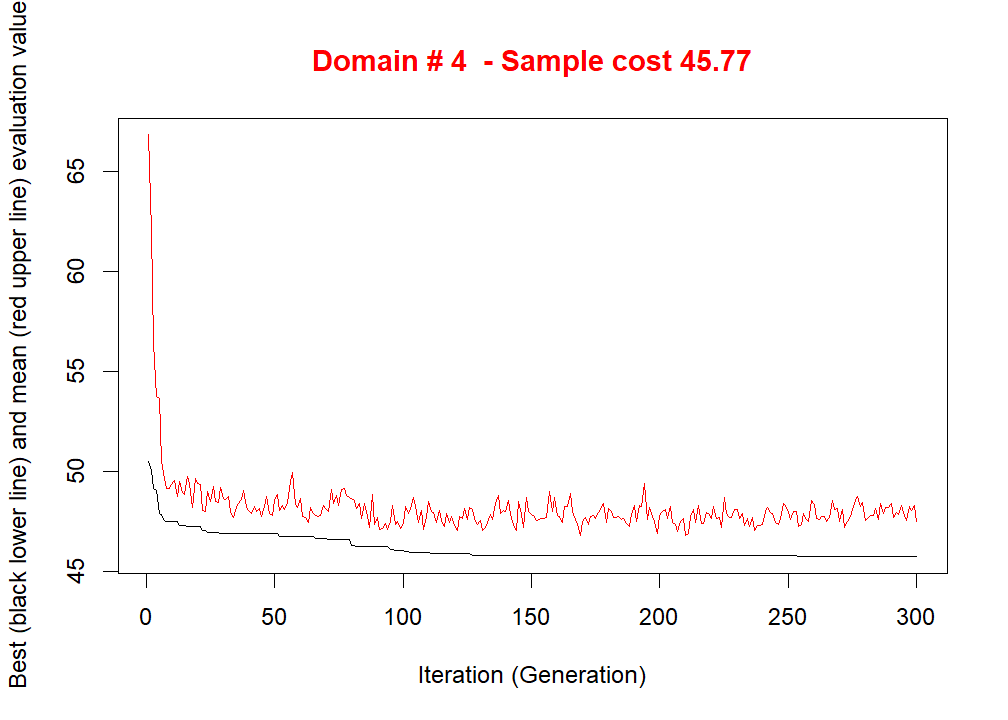 Domain # 4  - Sample cost 45.77
Best (black lower line) and mean (red upper line) evaluation value
65
60
55
50
45
0 50 100 150 200 250 300
Iteration (Generation)